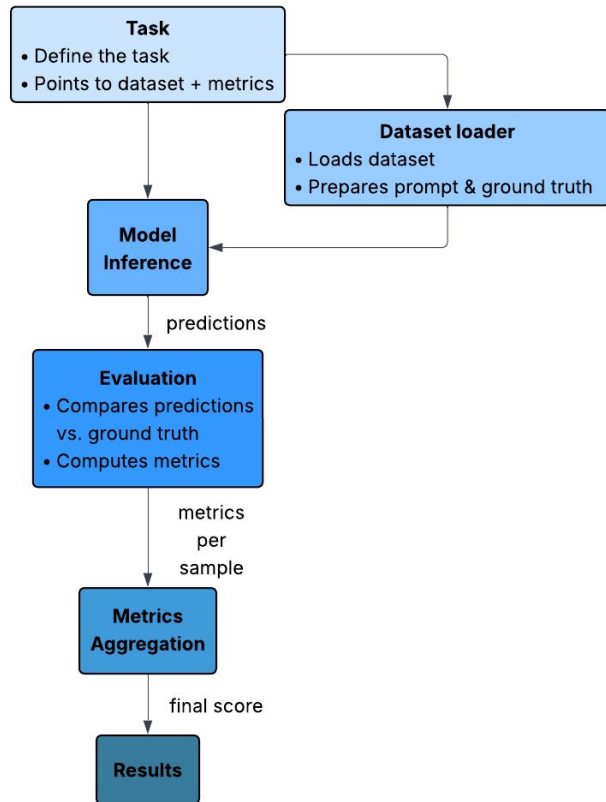 Task
• Define the task
• Points to dataset + metrics
Dataset loader
• Loads dataset
• Prepares prompt & ground truth
Model
Inference
predictions
Evaluation
• Compares predictions
vs. ground truth
• Computes metrics
metrics
per
sample
Metrics
Aggregation
final score
Results